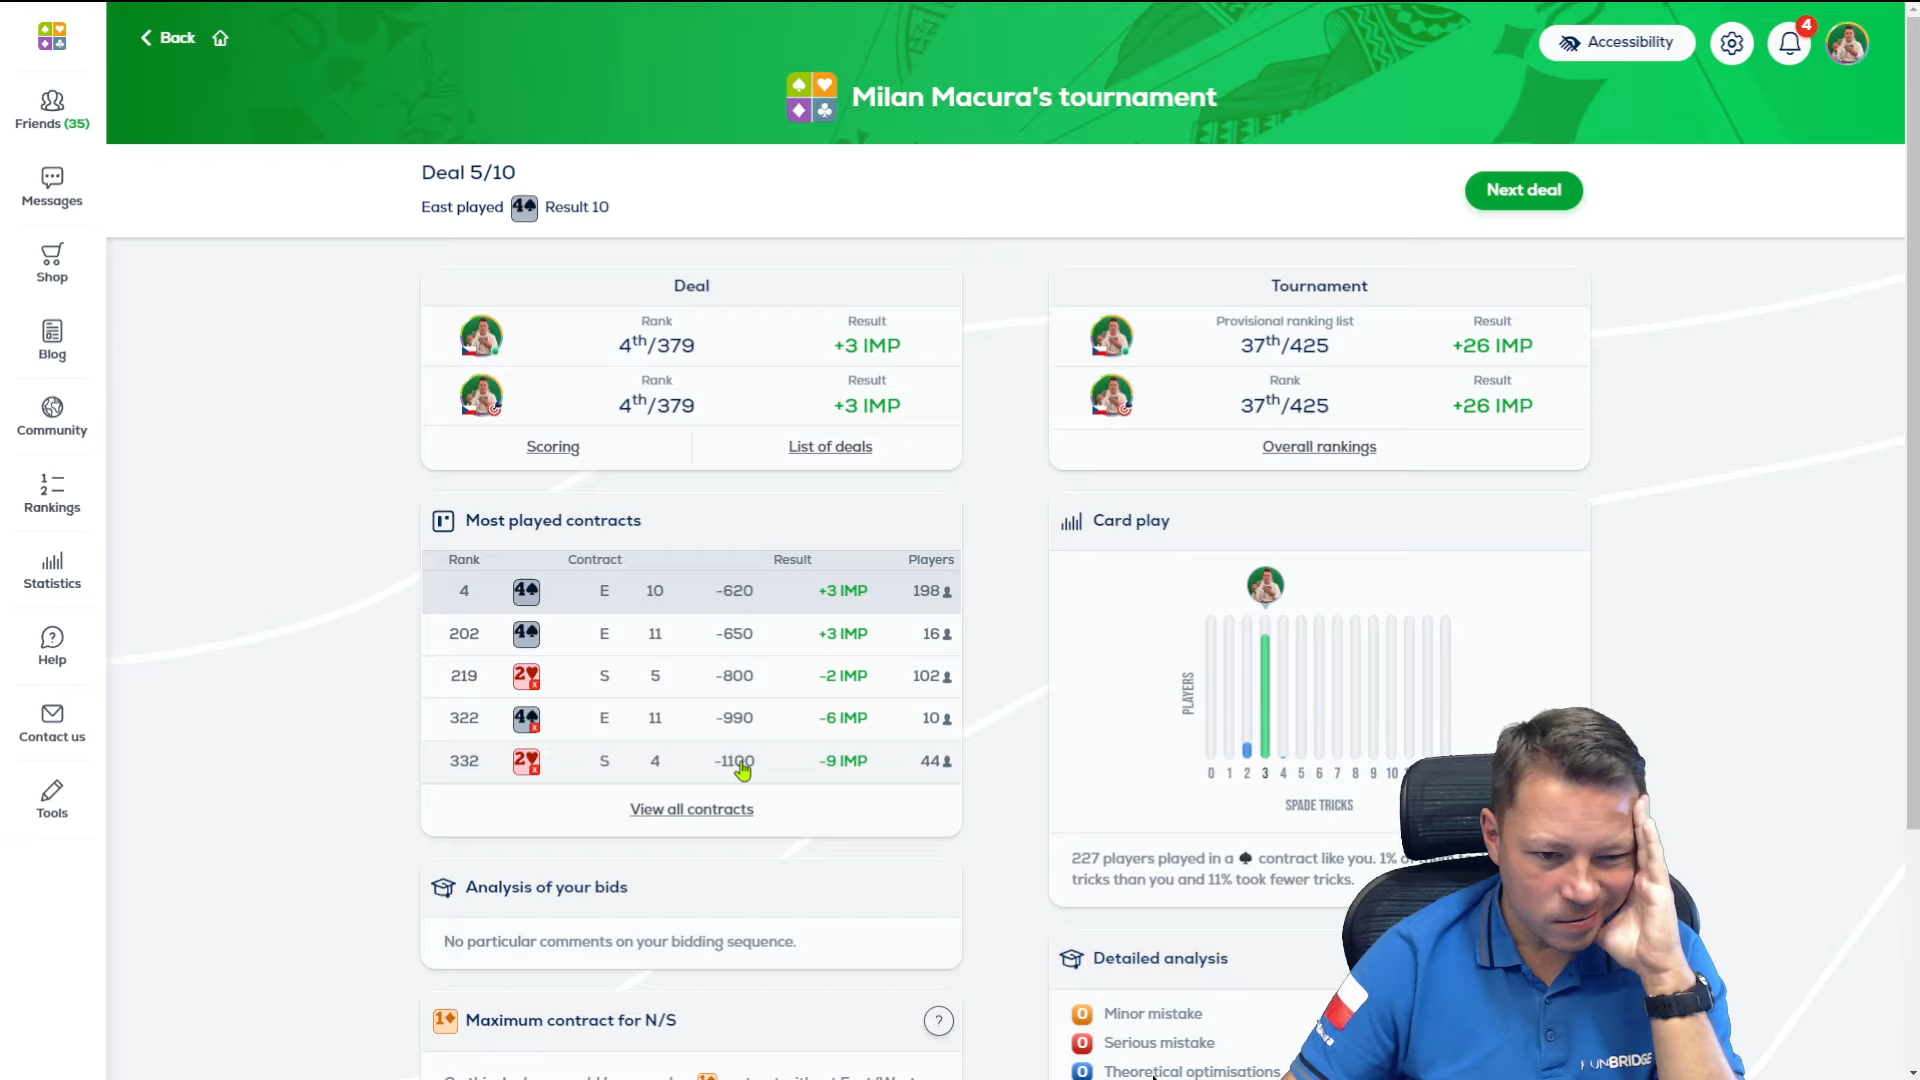 Back
Accessibility
4
Milan Macura's tournament
Friends (35)
Messages
Shop
Blog
Community
Rankings
Statistics
Help
Contact us
Tools
Deal 5/10
East played 4♠ Result 10
Next deal
Deal
Rank Result
4th/379 +3 IMP
Rank Result
4th/379 +3 IMP
Scoring List of deals
Tournament
Provisional ranking list Result
37th/425 +26 IMP
Rank Result
37th/425 +26 IMP
Overall rankings
Most played contracts
Rank Contract Result Players
4 4♠ E 10 -620 +3 IMP 198
202 4♠ E 11 -650 +3 IMP 16
219 2♥x S 5 -800 -2 IMP 102
322 4♠x E 11 -990 -6 IMP 10
332 2♥x S 4 -1100 -9 IMP 44
View all contracts
Card play
PLAYERS
0 1 2 3 4 5 6 7 8 9 10
SPADE TRICKS
227 players played in a ♠ contract like you. 1%
tricks than you and 11% took fewer tricks.
Analysis of your bids
No particular comments on your bidding sequence.
Detailed analysis
0 Minor mistake
0 Serious mistake
0 Theoretical optimisations
1♦ Maximum contract for N/S ?
FUNBRIDGE